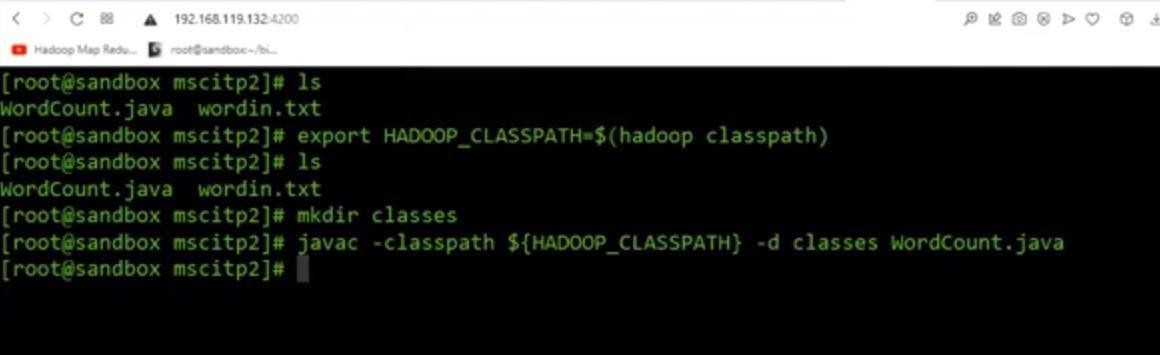 192.168.119.132:4200
Hadoop Map Redu... root@sandbox:~/bi...
[root@sandbox mscitp2]# ls
WordCount.java  wordin.txt
[root@sandbox mscitp2]# export HADOOP_CLASSPATH=$(hadoop classpath)
[root@sandbox mscitp2]# ls
WordCount.java  wordin.txt
[root@sandbox mscitp2]# mkdir classes
[root@sandbox mscitp2]# javac -classpath ${HADOOP_CLASSPATH} -d classes WordCount.java
[root@sandbox mscitp2]#